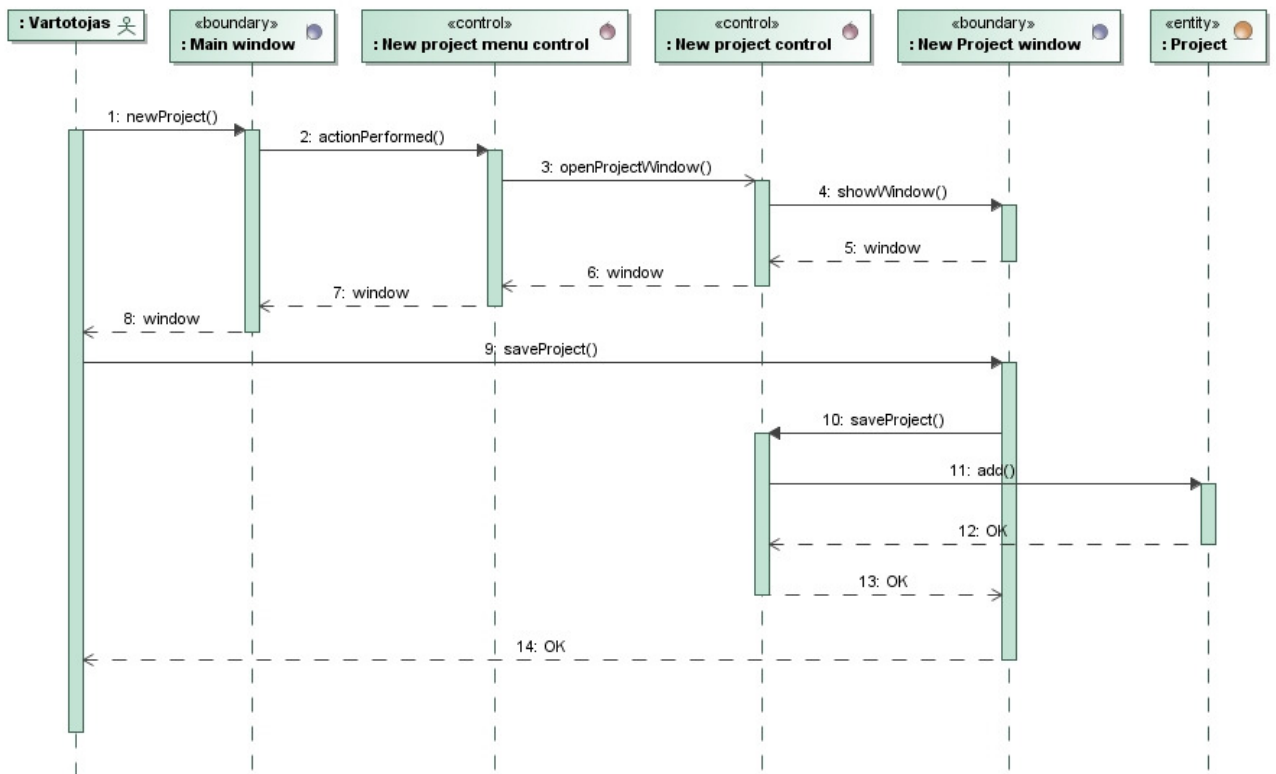 : Vartotojas
«boundary»
: Main window
«control»
: New project menu control
«control»
: New project control
«boundary»
: New Project window
«entity»
: Project
1: newProject()
2: actionPerformed()
3: openProjectWindow()
4: showWindow()
5: window
6: window
7: window
8: window
9: saveProject()
10: saveProject()
11: add()
12: OK
13: OK
14: OK